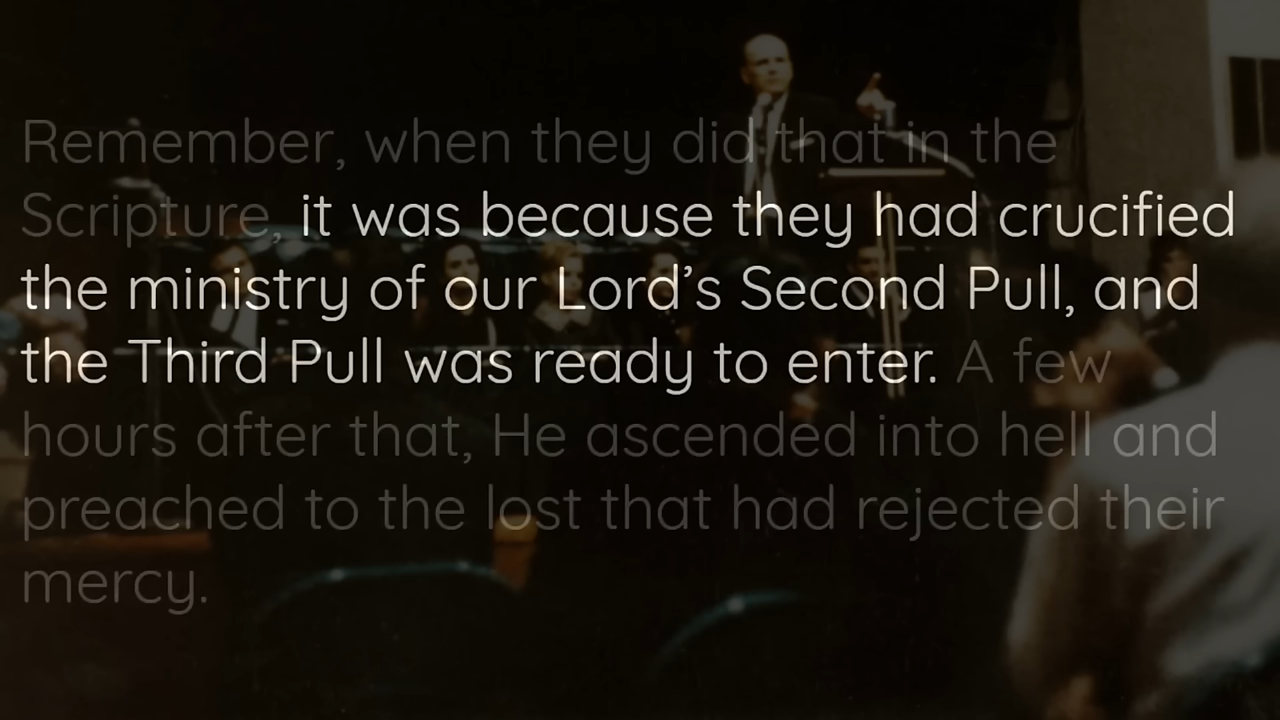 Remember, when they did that in the
Scripture, it was because they had crucified
the ministry of our Lord’s Second Pull, and
the Third Pull was ready to enter. A few
hours after that, He ascended into hell and
preached to the lost that had rejected their
mercy.